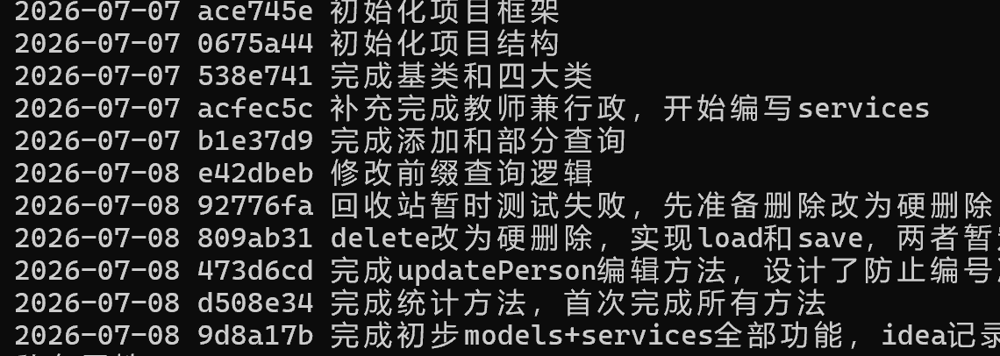 2026-07-07 ace745e 初始化项目框架
2026-07-07 0675a44 初始化项目结构
2026-07-07 538e741 完成基类和四大类
2026-07-07 acfec5c 补充完成教师兼行政，开始编写services
2026-07-07 b1e37d9 完成添加和部分查询
2026-07-08 e42dbeb 修改前缀查询逻辑
2026-07-08 92776fa 回收站暂时测试失败，先准备删除改为硬删除
2026-07-08 809ab31 delete改为硬删除，实现load和save，两者暂
2026-07-08 473d6cd 完成updatePerson编辑方法，设计了防止编号
2026-07-08 d508e34 完成统计方法，首次完成所有方法
2026-07-08 9d8a17b 完成初步models+services全部功能，idea记录